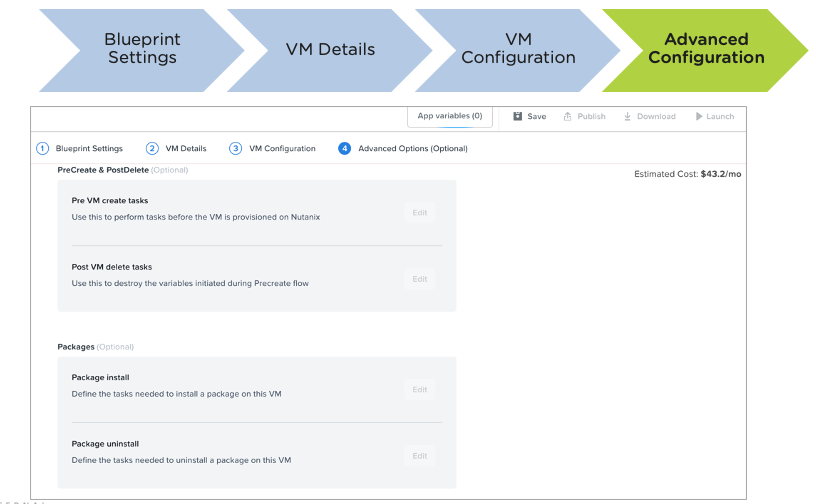 Blueprint
Settings
VM Details
VM
Configuration
Advanced
Configuration
App variables (0)
Save
Publish
Download
Launch
1 Blueprint Settings
2 VM Details
3 VM Configuration
4 Advanced Options (Optional)
PreCreate & PostDelete (Optional)
Estimated Cost: $43.2/mo
Pre VM create tasks
Use this to perform tasks before the VM is provisioned on Nutanix
Edit
Post VM delete tasks
Use this to destroy the variables initiated during Precreate flow
Edit
Packages (Optional)
Package install
Define the tasks needed to install a package on this VM
Edit
Package uninstall
Define the tasks needed to uninstall a package on this VM
Edit